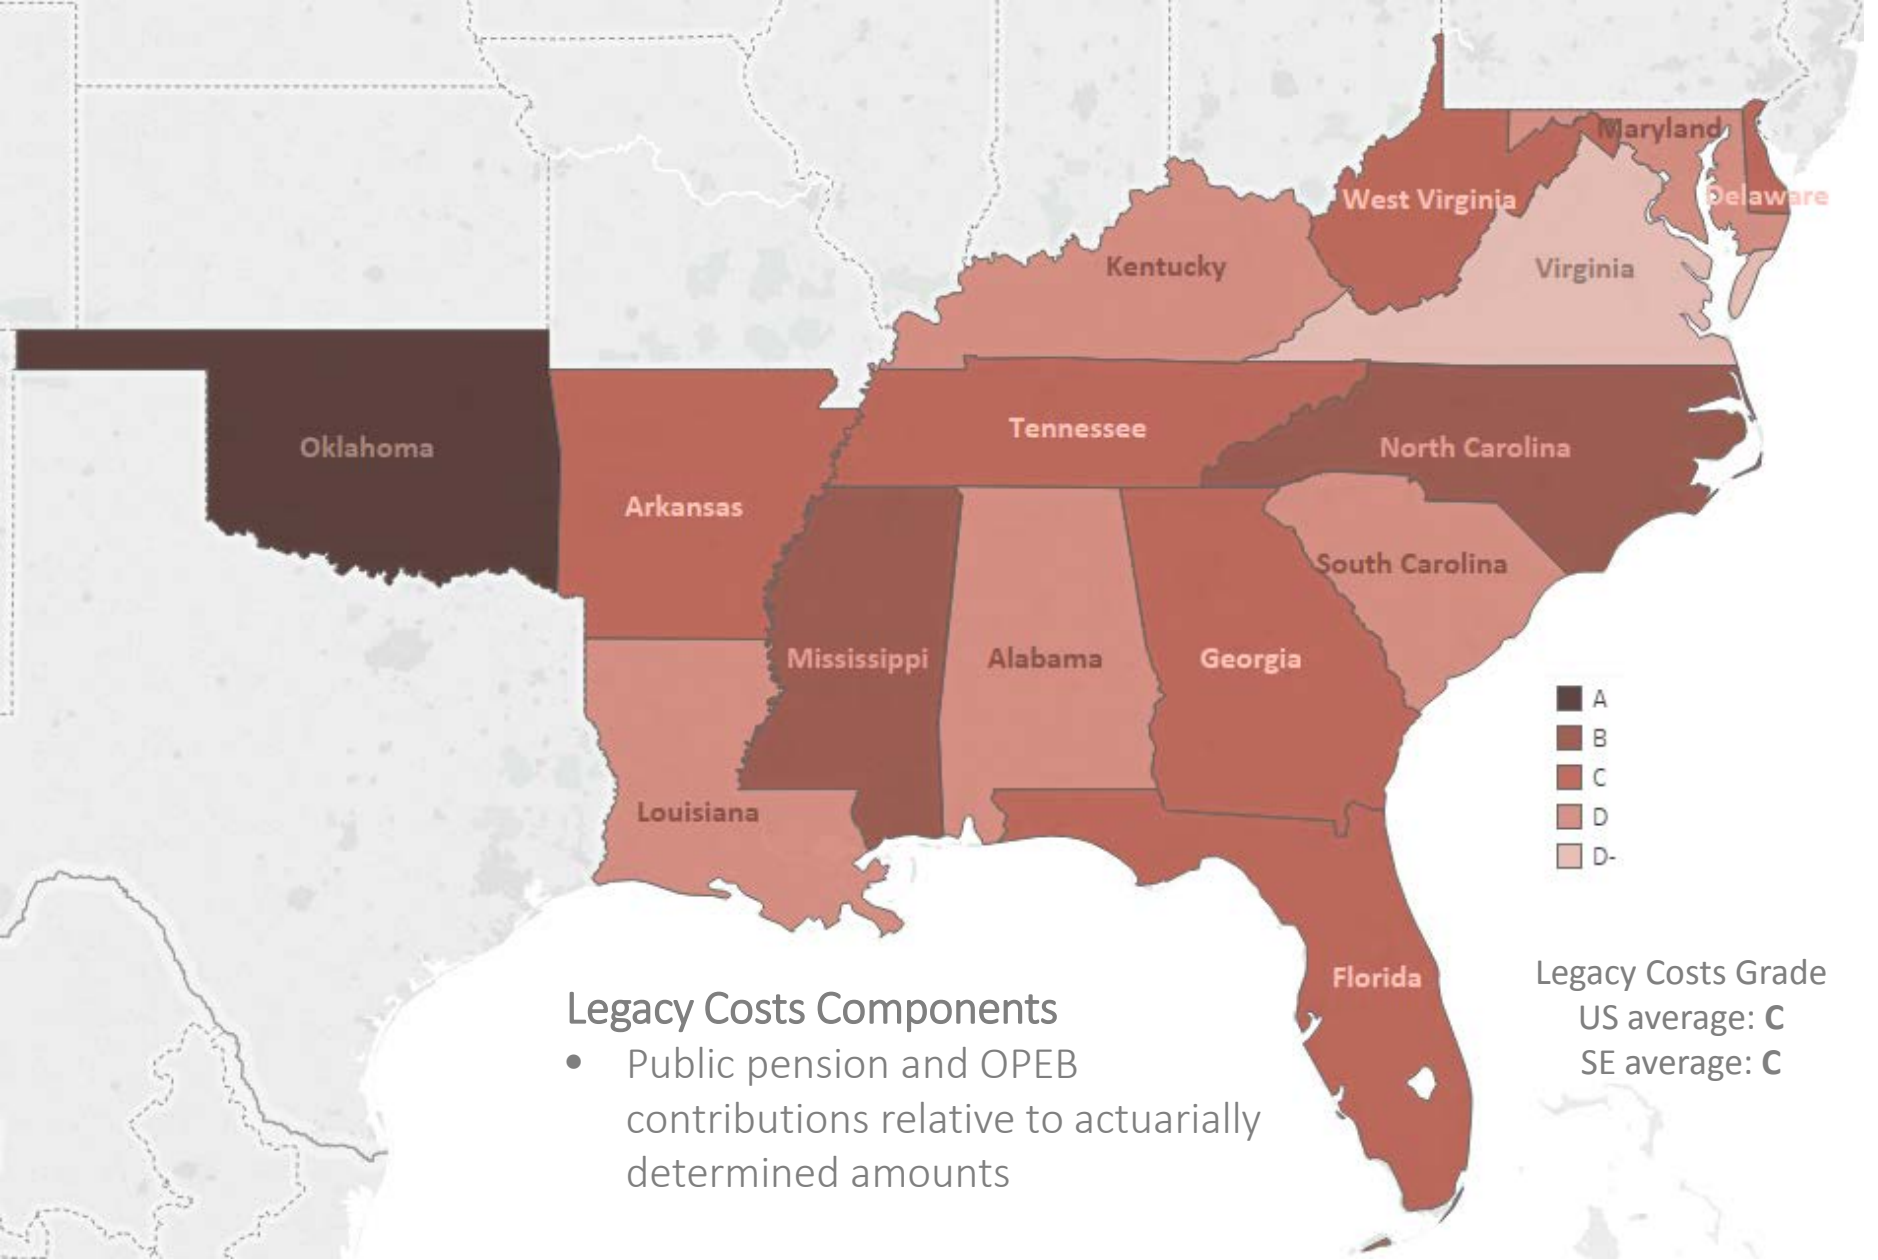 Maryland
West Virginia
Delaware
Kentucky
Virginia
Oklahoma
Tennessee
North Carolina
Arkansas
South Carolina
Mississippi
Alabama
Georgia
Louisiana
Florida
A
B
C
D
D-
Legacy Costs Grade
US average: C
SE average: C
Legacy Costs Components
• Public pension and OPEB
contributions relative to actuarially
determined amounts